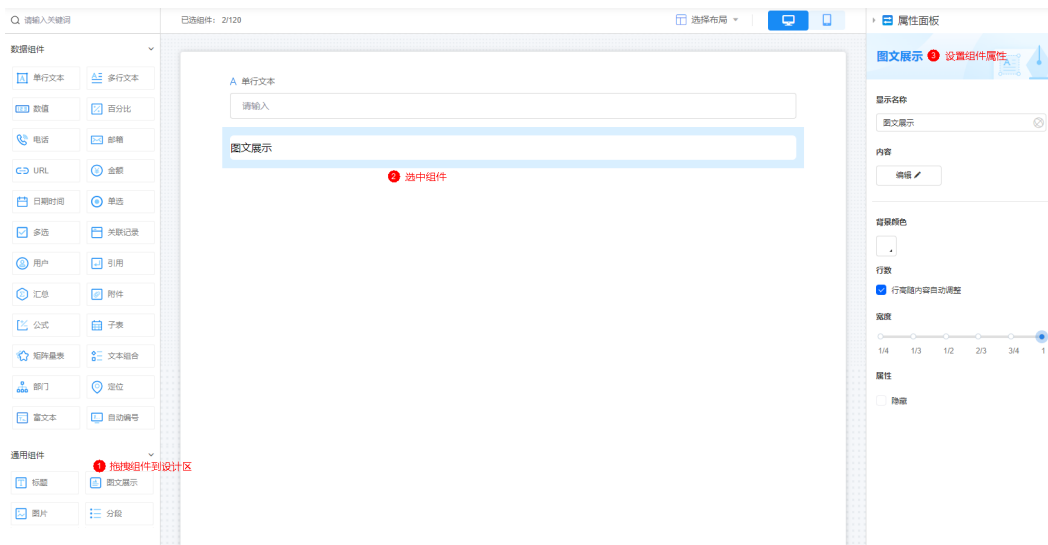 请输入关键词
已选组件: 2/120
选择布局
属性面板
数据组件
单行文本
多行文本
数值
百分比
电话
邮箱
URL
金额
日期时间
单选
多选
关联记录
用户
引用
汇总
附件
公式
子表
矩阵量表
文本组合
部门
定位
富文本
自动编号
通用组件
1 拖拽组件到设计区
标题
图文展示
图片
分段
A 单行文本
请输入
图文展示
2 选中组件
图文展示 3 设置组件属性
显示名称
图文展示
内容
编辑
背景颜色
行数
行高随内容自动调整
宽度
1/4 1/3 1/2 2/3 3/4 1
属性
隐藏